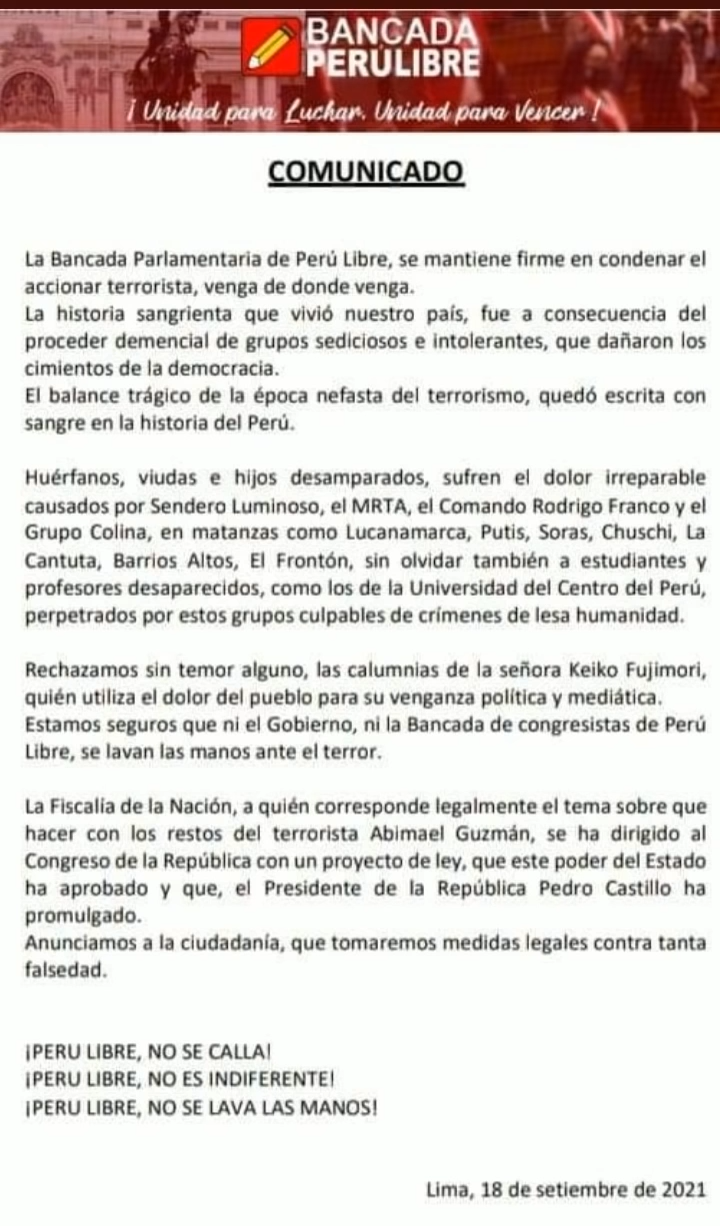 BANCADA
PERÚLIBRE
¡ Unidad para Luchar. Unidad para Vencer !
COMUNICADO
La Bancada Parlamentaria de Perú Libre, se mantiene firme en condenar el
accionar terrorista, venga de donde venga.
La historia sangrienta que vivió nuestro país, fue a consecuencia del
proceder demencial de grupos sediciosos e intolerantes, que dañaron los
cimientos de la democracia.
El balance trágico de la época nefasta del terrorismo, quedó escrita con
sangre en la historia del Perú.
Huérfanos, viudas e hijos desamparados, sufren el dolor irreparable
causados por Sendero Luminoso, el MRTA, el Comando Rodrigo Franco y el
Grupo Colina, en matanzas como Lucanamarca, Putis, Soras, Chuschi, La
Cantuta, Barrios Altos, El Frontón, sin olvidar también a estudiantes y
profesores desaparecidos, como los de la Universidad del Centro del Perú,
perpetrados por estos grupos culpables de crímenes de lesa humanidad.
Rechazamos sin temor alguno, las calumnias de la señora Keiko Fujimori,
quién utiliza el dolor del pueblo para su venganza política y mediática.
Estamos seguros que ni el Gobierno, ni la Bancada de congresistas de Perú
Libre, se lavan las manos ante el terror.
La Fiscalía de la Nación, a quién corresponde legalmente el tema sobre que
hacer con los restos del terrorista Abimael Guzmán, se ha dirigido al
Congreso de la República con un proyecto de ley, que este poder del Estado
ha aprobado y que, el Presidente de la República Pedro Castillo ha
promulgado.
Anunciamos a la ciudadanía, que tomaremos medidas legales contra tanta
falsedad.
¡PERU LIBRE, NO SE CALLA!
¡PERU LIBRE, NO ES INDIFERENTE!
¡PERU LIBRE, NO SE LAVA LAS MANOS!
Lima, 18 de setiembre de 2021